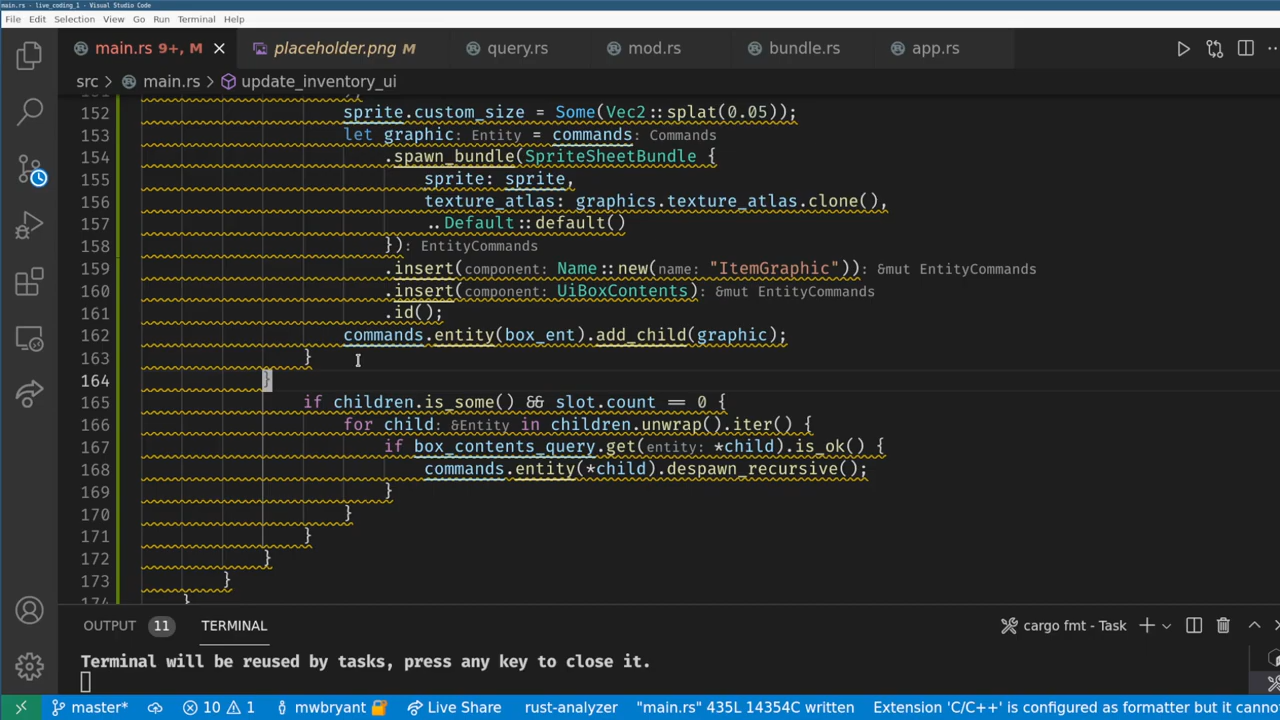 main.rs - live_coding_1 - Visual Studio Code
File Edit Selection View Go Run Terminal Help
main.rs 9+, M placeholder.png M query.rs mod.rs bundle.rs app.rs
src > main.rs > update_inventory_ui
152 sprite.custom_size = Some(Vec2::splat(0.05));
153 let graphic: Entity = commands: Commands
154 .spawn_bundle(SpriteSheetBundle {
155 sprite: sprite,
156 texture_atlas: graphics.texture_atlas.clone(),
157 ..Default::default()
158 }): EntityCommands
159 .insert(component: Name::new(name: "ItemGraphic")): &mut EntityCommands
160 .insert(component: UiBoxContents): &mut EntityCommands
161 .id();
162 commands.entity(box_ent).add_child(graphic);
163 }
164 }
165 if children.is_some() && slot.count == 0 {
166 for child: &Entity in children.unwrap().iter() {
167 if box_contents_query.get(entity: *child).is_ok() {
168 commands.entity(*child).despawn_recursive();
169 }
170 }
171 }
172 }
173 }
174 }
OUTPUT 11 TERMINAL cargo fmt - Task
Terminal will be reused by tasks, press any key to close it.
master* 10 1 mwbryant Live Share rust-analyzer "main.rs" 435L 14354C written Extension 'C/C++' is configured as formatter but it canno